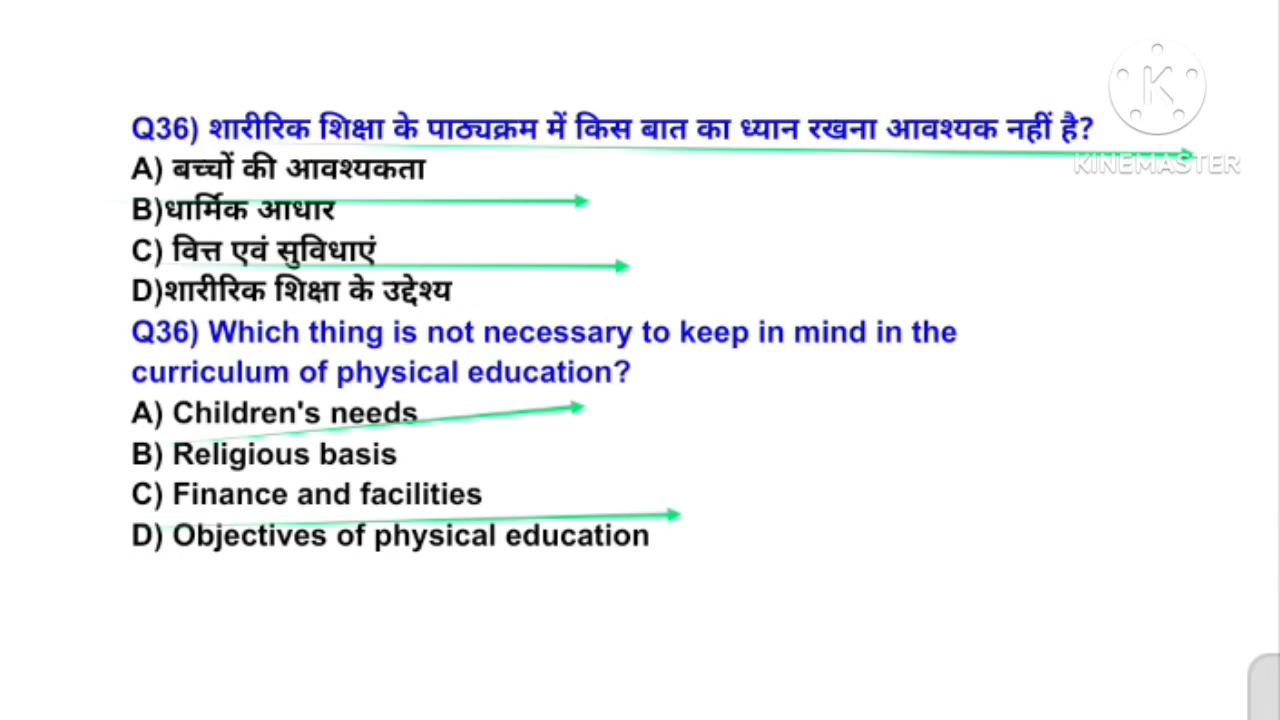 Q36) शारीरिक शिक्षा के पाठ्यक्रम में किस बात का ध्यान रखना आवश्यक नहीं है?
KINEMASTER
A) बच्चों की आवश्यकता
B)धार्मिक आधार
C) वित्त एवं सुविधाएं
D)शारीरिक शिक्षा के उद्देश्य
Q36) Which thing is not necessary to keep in mind in the
curriculum of physical education?
A) Children's needs
B) Religious basis
C) Finance and facilities
D) Objectives of physical education